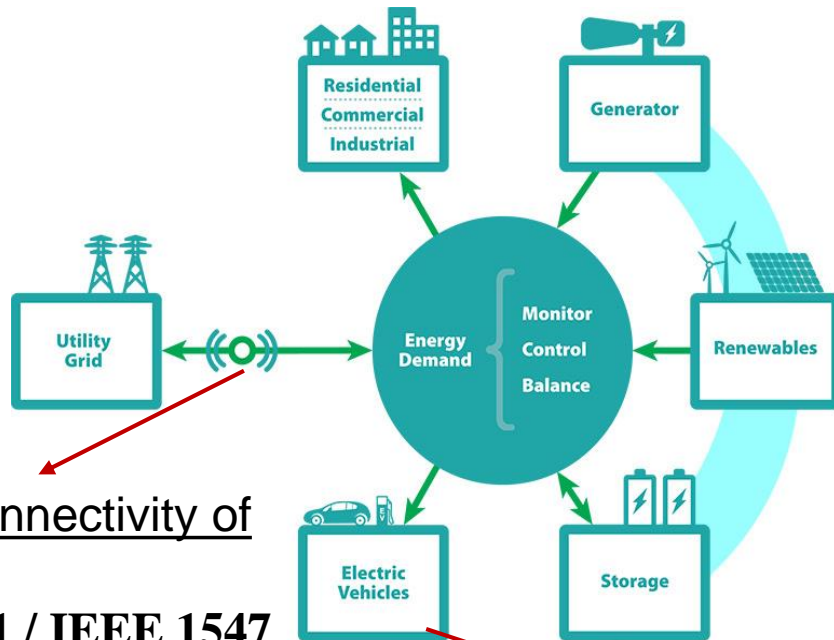 Residential
Commercial
Industrial
Generator
Utility
Grid
Energy
Demand
Monitor
Control
Balance
Renewables
nnectivity of
Electric
Vehicles
EV
Storage
/ IEEE 1547